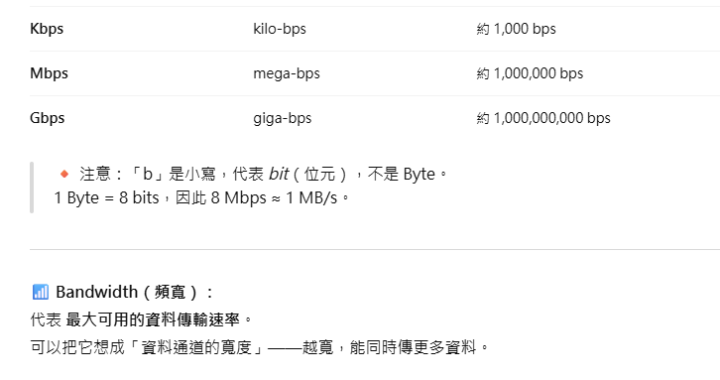 Kbps kilo-bps 約 1,000 bps
Mbps mega-bps 約 1,000,000 bps
Gbps giga-bps 約 1,000,000,000 bps
🔸 注意：「b」是小寫，代表 bit（位元），不是 Byte。
1 Byte = 8 bits，因此 8 Mbps ≈ 1 MB/s。
📶 Bandwidth（頻寬）：
代表 最大可用的資料傳輸速率。
可以把它想成「資料通道的寬度」——越寬，能同時傳更多資料。